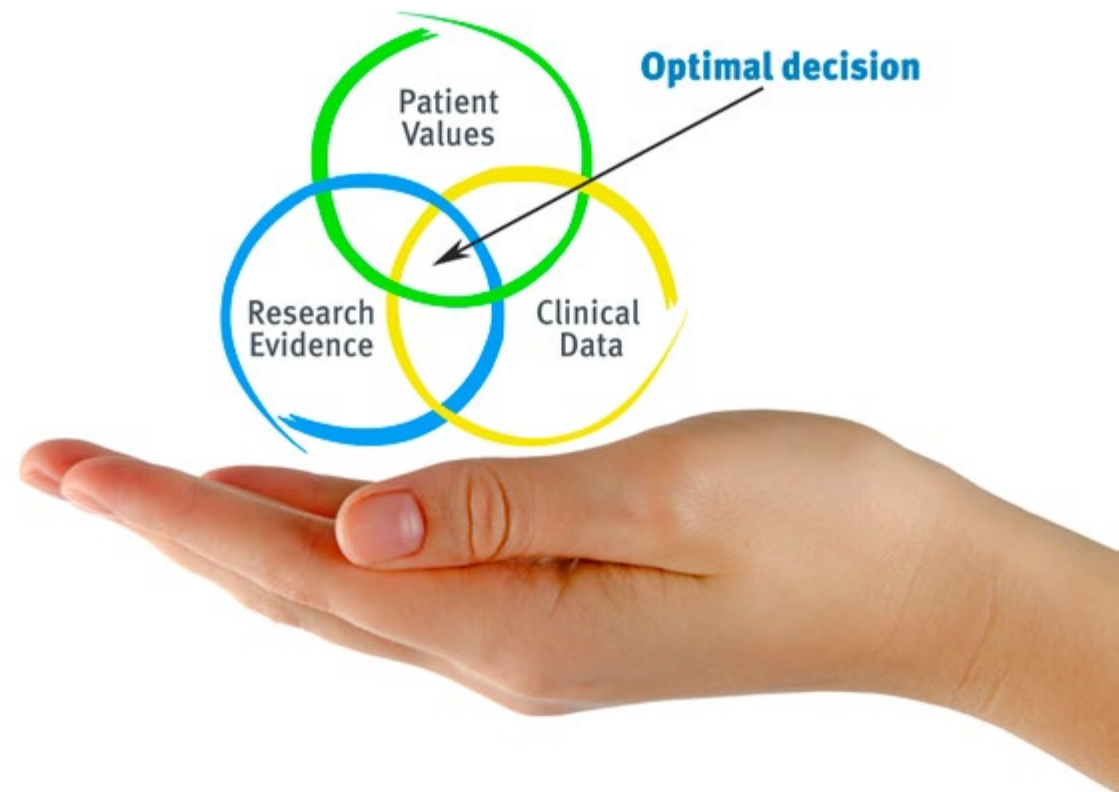 Optimal decision
Patient
Values
Research
Evidence
Clinical
Data